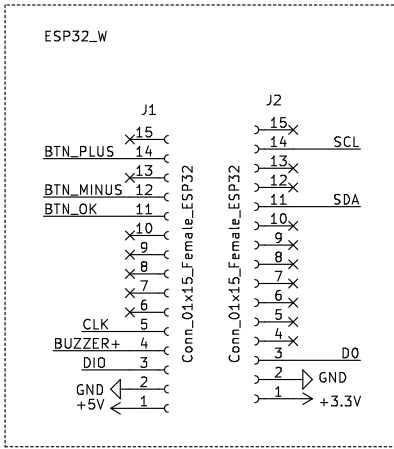 ESP32_W
J1
15
BTN_PLUS 14
13
BTN_MINUS 12
BTN_OK 11
10
9
8
7
6
CLK 5
BUZZER+ 4
DIO 3
GND 2
+5V 1
Conn_01x15_Female_ESP32
J2
15
14 SCL
13
12
11 SDA
10
9
8
7
6
5
4
3 D0
2 GND
1 +3.3V
Conn_01x15_Female_ESP32